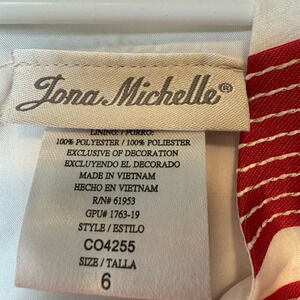 Jona Michelle®
LINING: / FORRO:
100% POLYESTER / 100% POLIESTER
EXCLUSIVE OF DECORATION
EXCLUYENDO EL DECORADO
MADE IN VIETNAM
HECHO EN VIETNAM
R/N# 61953
GPU# 1763-19
STYLE / ESTILO
CO4255
SIZE / TALLA
6